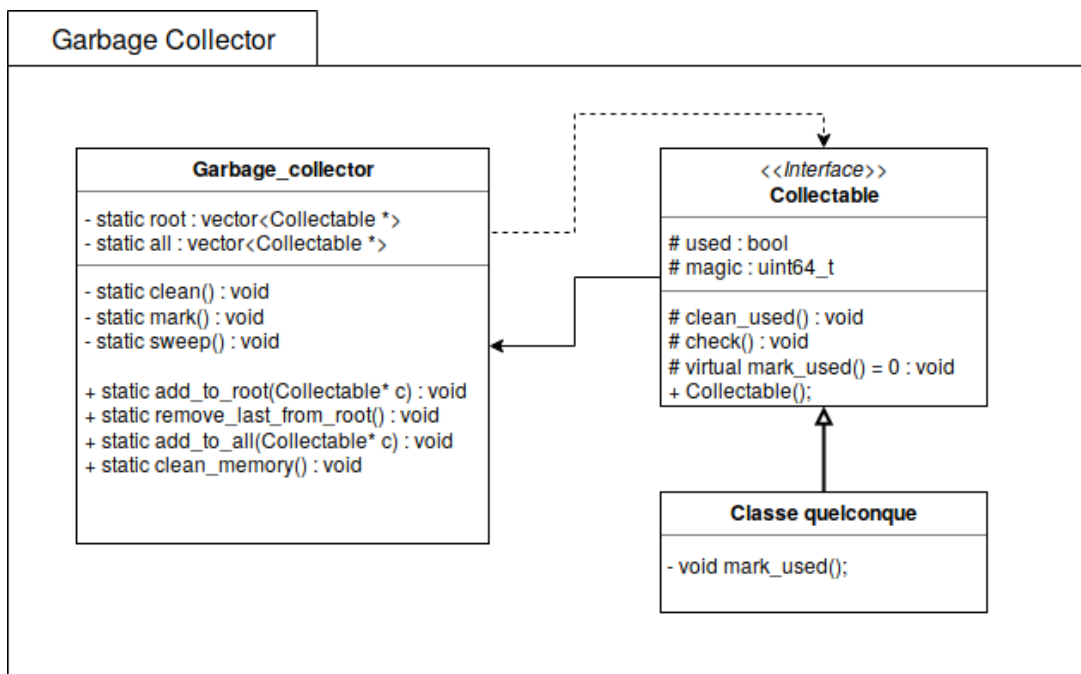 Garbage Collector
Garbage_collector
- static root : vector<Collectable *>
- static all : vector<Collectable *>
- static clean() : void
- static mark() : void
- static sweep() : void
+ static add_to_root(Collectable* c) : void
+ static remove_last_from_root() : void
+ static add_to_all(Collectable* c) : void
+ static clean_memory() : void
<<Interface>>
Collectable
# used : bool
# magic : uint64_t
# clean_used() : void
# check() : void
# virtual mark_used() = 0 : void
+ Collectable();
Classe quelconque
- void mark_used();